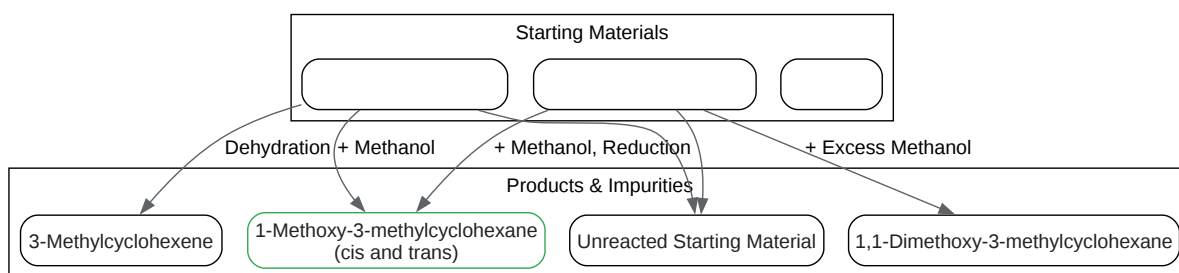 Starting Materials
Dehydration
+ Methanol
+ Methanol, Reduction
+ Excess Methanol
Products & Impurities
3-Methylcyclohexene
1-Methoxy-3-methylcyclohexane
(cis and trans)
Unreacted Starting Material
1,1-Dimethoxy-3-methylcyclohexane